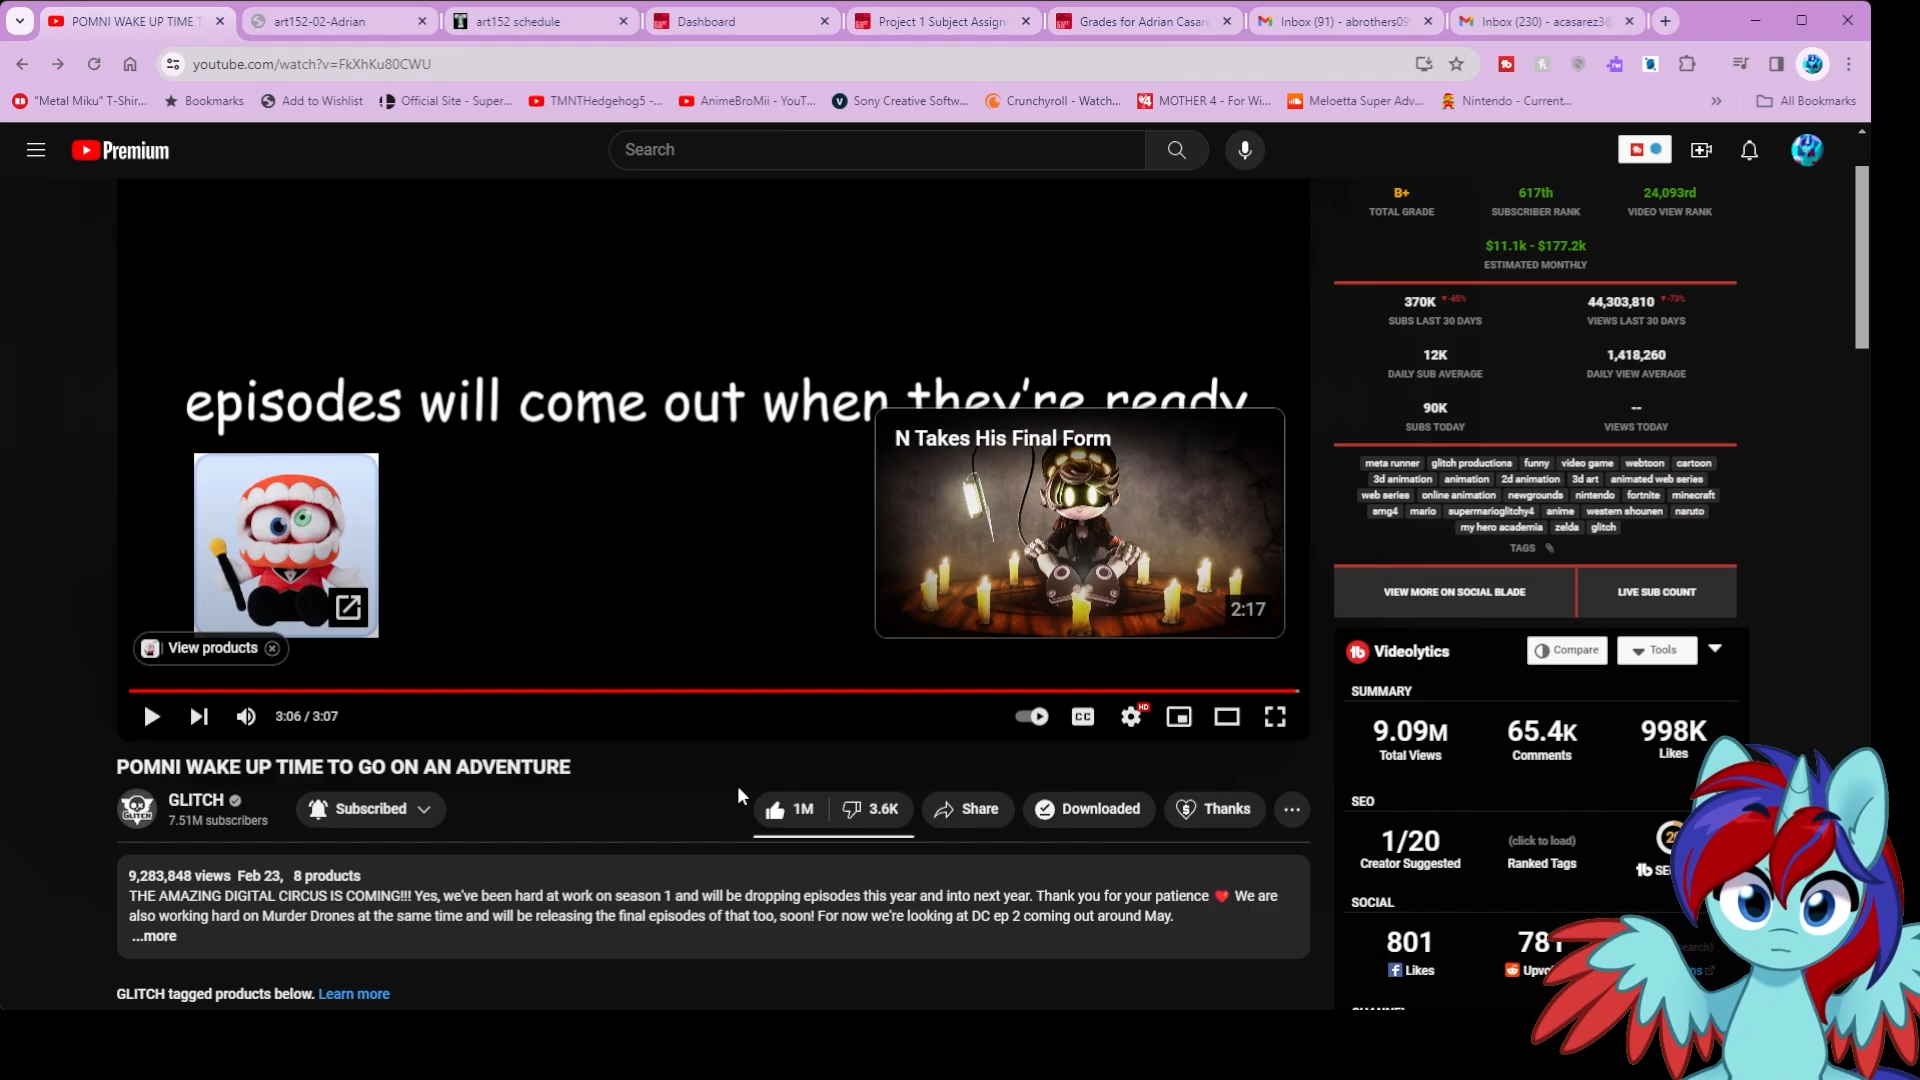 POMNI WAKE UP TIME T
art152-02-Adrian
art152 schedule
Dashboard
Project 1 Subject Assign
Grades for Adrian Casare
Inbox (91) - abrothers09
Inbox (230) - acasarez3@
youtube.com/watch?v=FkXhKu80CWU
"Metal Miku" T-Shir...
Bookmarks
Add to Wishlist
Official Site - Super...
TMNTHedgehog5 -...
AnimeBroMii - YouT...
Sony Creative Softw...
Crunchyroll - Watch...
MOTHER 4 - For Wi...
Meloetta Super Adv...
Nintendo - Current...
All Bookmarks
Premium
Search
episodes will come out when they're ready
N Takes His Final Form
2:17
View products
3:06 / 3:07
CC
HD
POMNI WAKE UP TIME TO GO ON AN ADVENTURE
GLITCH
7.51M subscribers
Subscribed
1M
3.6K
Share
Downloaded
Thanks
9,283,848 views Feb 23, 8 products
THE AMAZING DIGITAL CIRCUS IS COMING!!! Yes, we've been hard at work on season 1 and will be dropping episodes this year and into next year. Thank you for your patience ❤️ We are
also working hard on Murder Drones at the same time and will be releasing the final episodes of that too, soon! For now we're looking at DC ep 2 coming out around May.
...more
GLITCH tagged products below. Learn more
B+ 617th 24,093rd
TOTAL GRADE SUBSCRIBER RANK VIDEO VIEW RANK
$11.1k - $177.2k
ESTIMATED MONTHLY
370K 44,303,810
SUBS LAST 30 DAYS VIEWS LAST 30 DAYS
12K 1,418,260
DAILY SUB AVERAGE DAILY VIEW AVERAGE
90K --
SUBS TODAY VIEWS TODAY
meta runner glitch productions funny video game webtoon cartoon
3d animation animation 2d animation 3d art animated web series
web series online animation newgrounds nintendo fortnite minecraft
smg4 mario supermarioglitchy4 anime western shounen naruto
my hero academia zelda glitch
TAGS
VIEW MORE ON SOCIAL BLADE LIVE SUB COUNT
Videolytics Compare Tools
SUMMARY
9.09M 65.4K 998K
Total Views Comments Likes
SEO
1/20 (click to load)
Creator Suggested Ranked Tags
SOCIAL
801
Likes